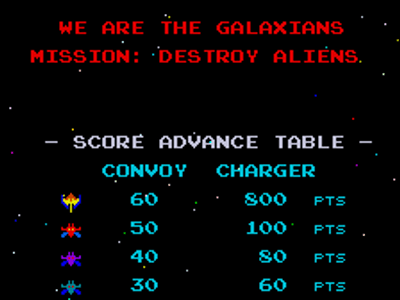 WE ARE THE GALAXIANS
MISSION: DESTROY ALIENS
- SCORE ADVANCE TABLE -
CONVOY CHARGER
60 800 PTS
50 100 PTS
40 80 PTS
30 60 PTS